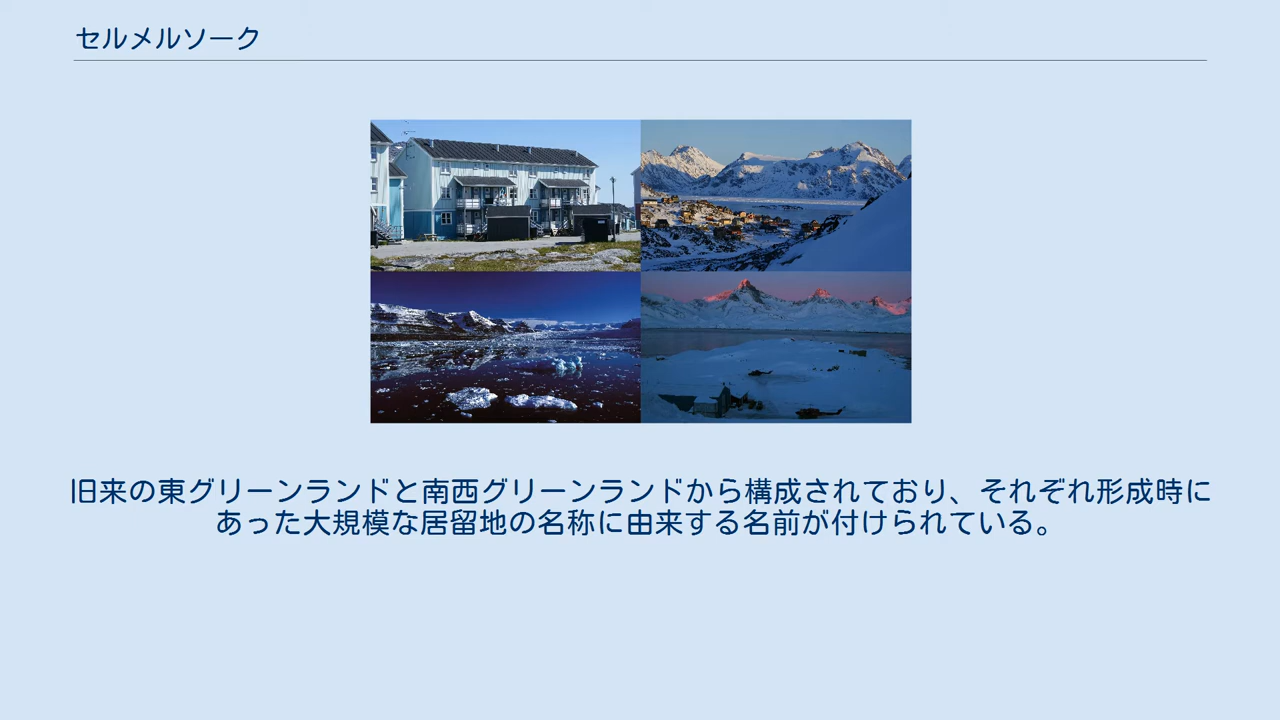 セルメルソーク
旧来の東グリーンランドと南西グリーンランドから構成されており、それぞれ形成時に
あった大規模な居留地の名称に由来する名前が付けられている。